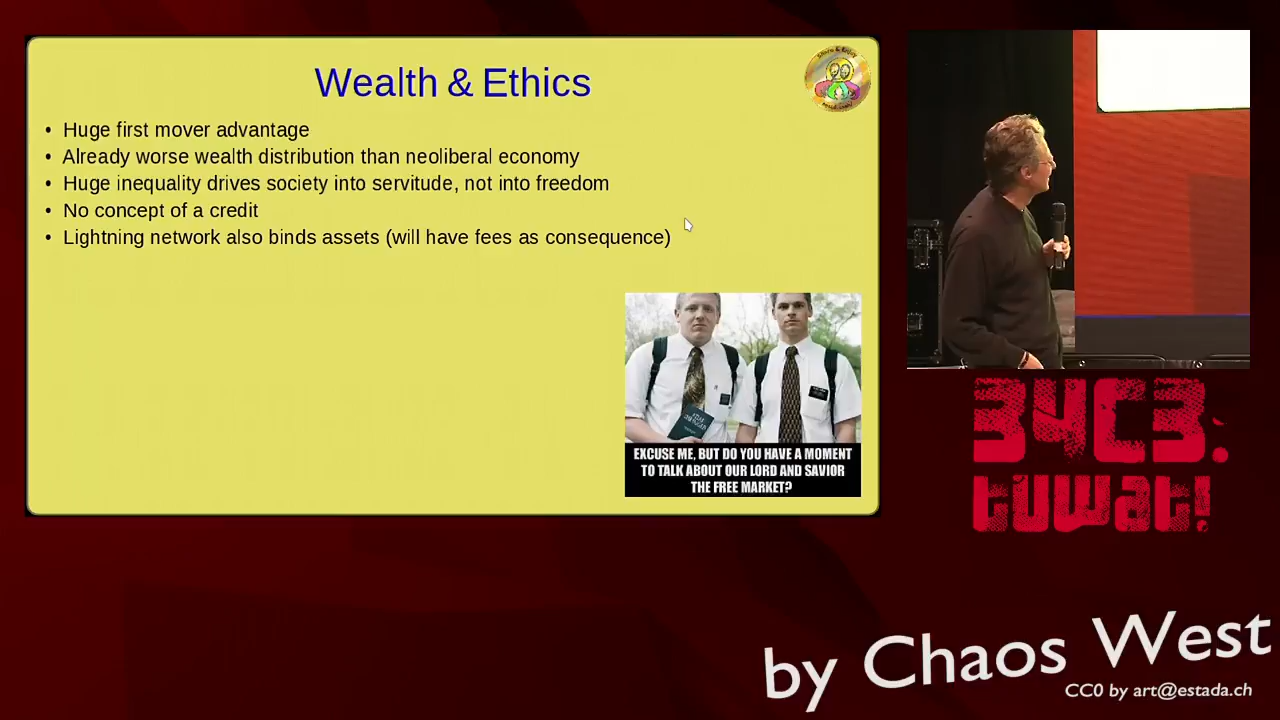 Wealth & Ethics
• Huge first mover advantage
• Already worse wealth distribution than neoliberal economy
• Huge inequality drives society into servitude, not into freedom
• No concept of a credit
• Lightning network also binds assets (will have fees as consequence)
EXCUSE ME, BUT DO YOU HAVE A MOMENT
TO TALK ABOUT OUR LORD AND SAVIOR
THE FREE MARKET?
34C3:
tuwat!
by Chaos West
CC0 by art@estada.ch